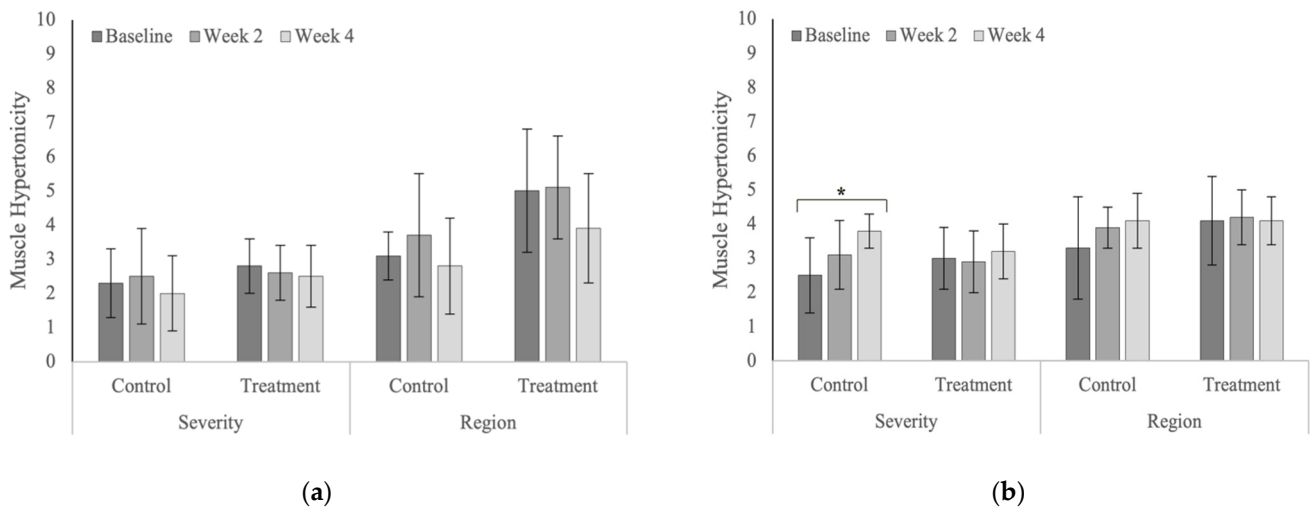 10
9
8
7
6
5
4
3
2
1
0
Muscle Hypertonicity
Baseline Week 2 Week 4
Control Treatment Control Treatment
Severity Region
(a)
10
9
8
7
6
5
4
3
2
1
0
Muscle Hypertonicity
Baseline Week 2 Week 4
*
Control Treatment Control Treatment
Severity Region
(b)